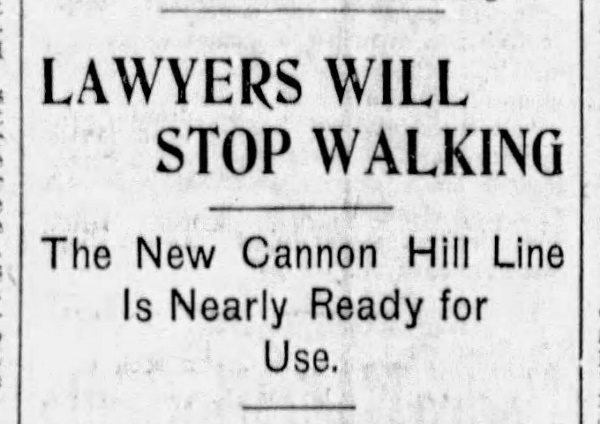 LAWYERS WILL
STOP WALKING
The New Cannon Hill Line
Is Nearly Ready for
Use.